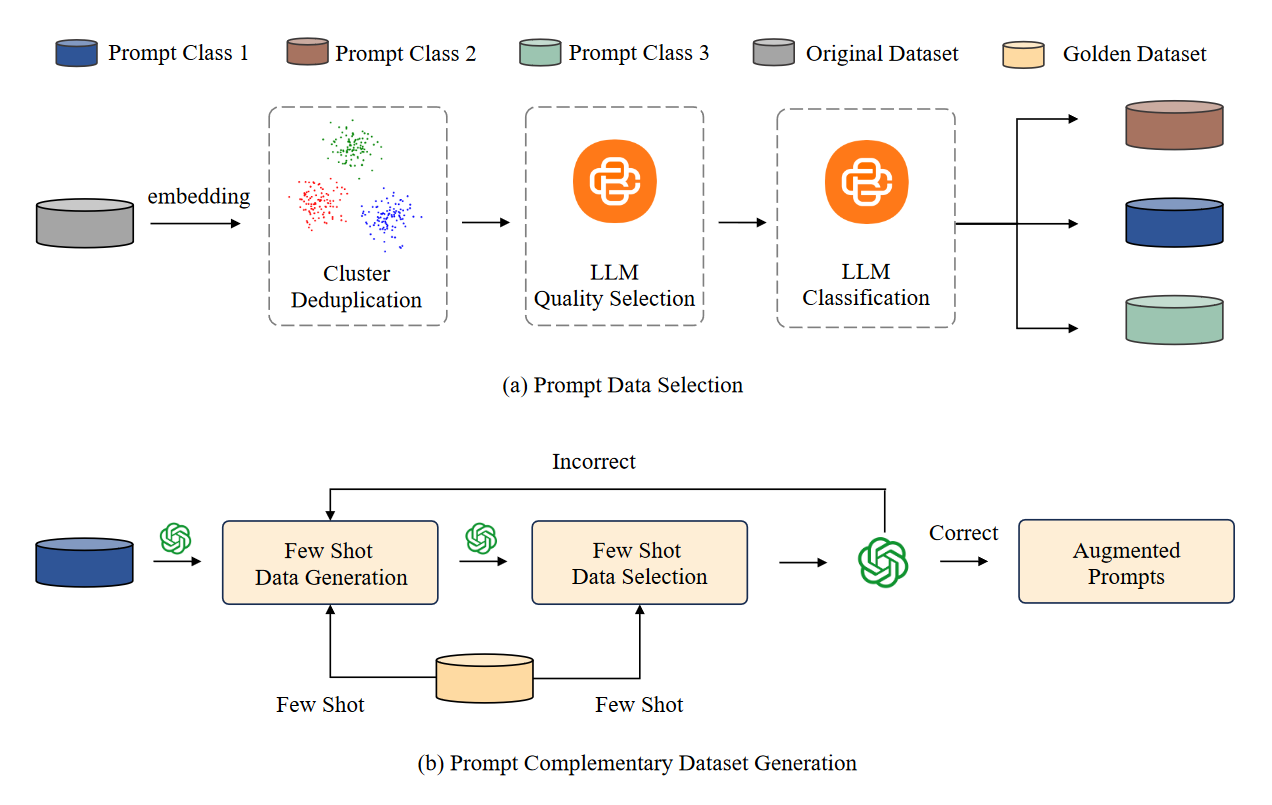 Prompt Class 1
Prompt Class 2
Prompt Class 3
Original Dataset
Golden Dataset
embedding
Cluster
Deduplication
LLM
Quality Selection
LLM
Classification
(a) Prompt Data Selection
Incorrect
Few Shot
Data Generation
Few Shot
Data Selection
Correct
Augmented
Prompts
Few Shot
Few Shot
(b) Prompt Complementary Dataset Generation